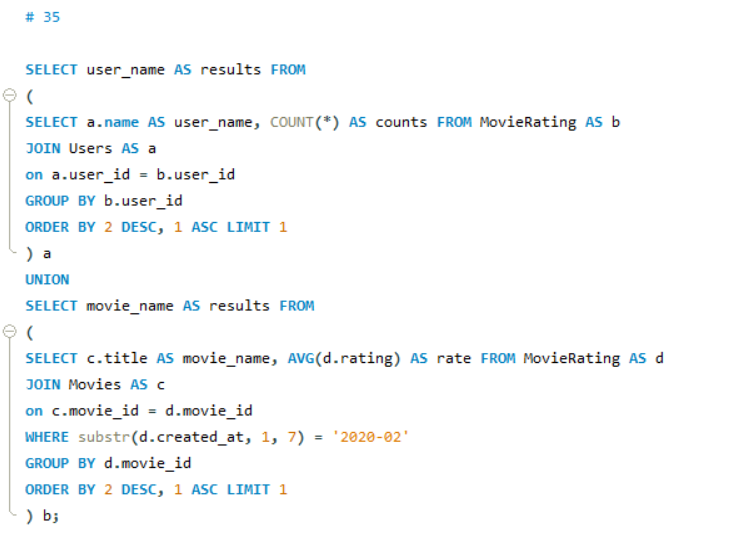 # 35
SELECT user_name AS results FROM
(
SELECT a.name AS user_name, COUNT(*) AS counts FROM MovieRating AS b
JOIN Users AS a
on a.user_id = b.user_id
GROUP BY b.user_id
ORDER BY 2 DESC, 1 ASC LIMIT 1
) a
UNION
SELECT movie_name AS results FROM
(
SELECT c.title AS movie_name, AVG(d.rating) AS rate FROM MovieRating AS d
JOIN Movies AS c
on c.movie_id = d.movie_id
WHERE substr(d.created_at, 1, 7) = '2020-02'
GROUP BY d.movie_id
ORDER BY 2 DESC, 1 ASC LIMIT 1
) b;